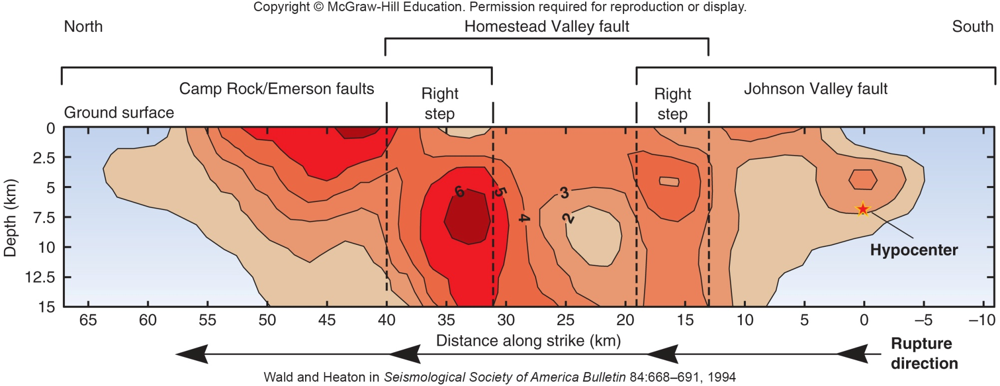 Copyright © McGraw-Hill Education. Permission required for reproduction or display.
North
Homestead Valley fault
South
Camp Rock/Emerson faults
Right
step
Right
step
Johnson Valley fault
Ground surface
0
2.5
5
7.5
10
12.5
15
Depth (km)
6
5
4
3
2
Hypocenter
65 60 55 50 45 40 35 30 25 20 15 10 5 0 –5 –10
Distance along strike (km)
Rupture
direction
Wald and Heaton in Seismological Society of America Bulletin 84:668–691, 1994